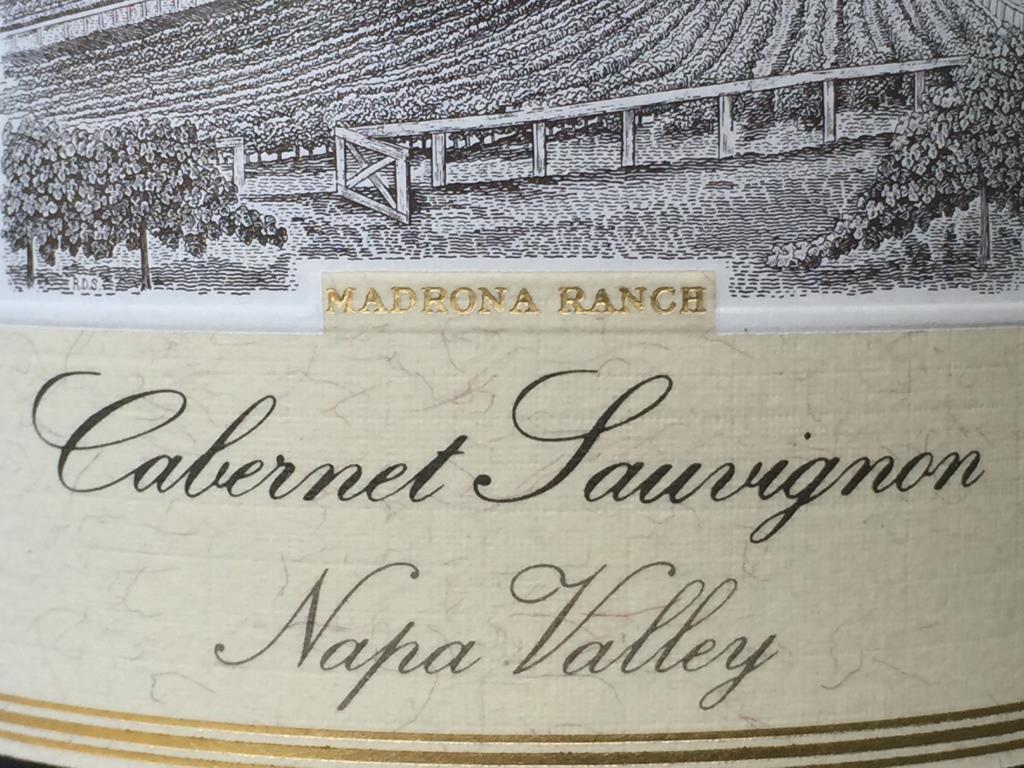 R.D.S.
MADRONA RANCH
Cabernet Sauvignon
Napa Valley